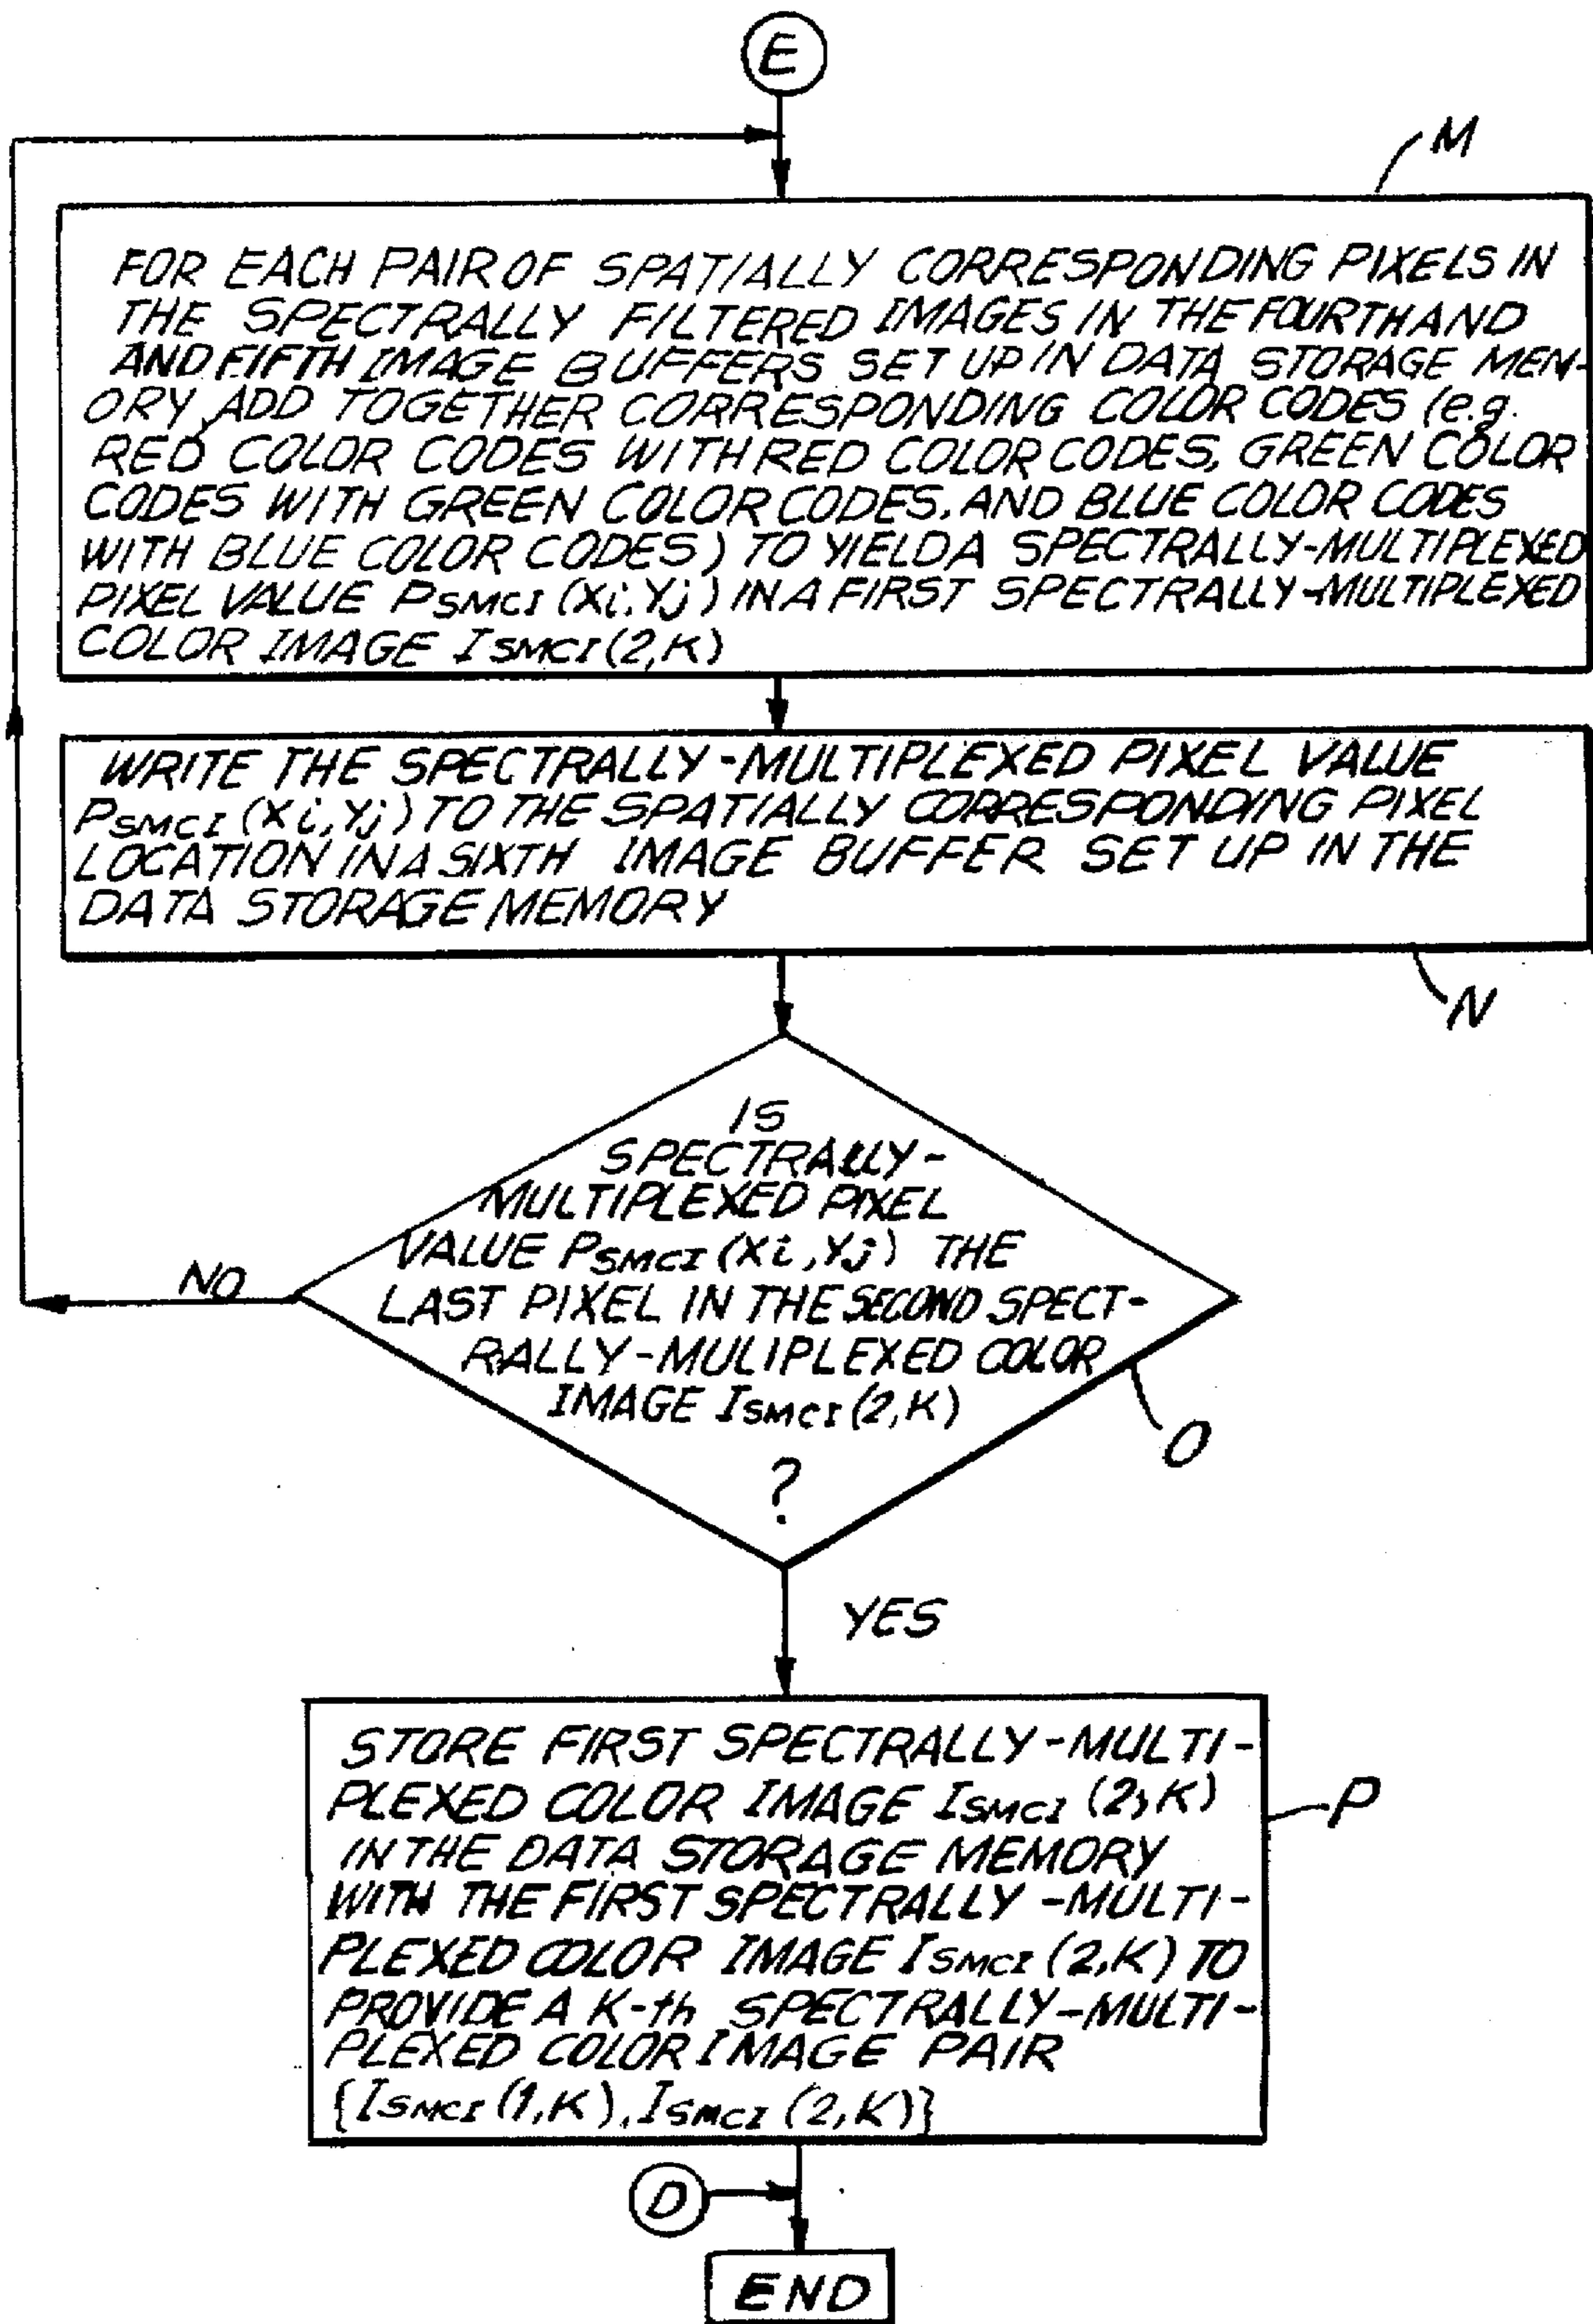 E
M
FOR EACH PAIR OF SPATIALLY CORRESPONDING PIXELS IN
THE SPECTRALLY FILTERED IMAGES IN THE FOURTH AND
AND FIFTH IMAGE BUFFERS SET UP IN DATA STORAGE MEN-
ORY, ADD TOGETHER CORRESPONDING COLOR CODES (e.g.
RED COLOR CODES WITH RED COLOR CODES, GREEN COLOR
CODES WITH GREEN COLOR CODES, AND BLUE COLOR CODES
WITH BLUE COLOR CODES) TO YIELD A SPECTRALLY-MULTIPLEXED
PIXEL VALUE PSMCI (Xi, Yj) IN A FIRST SPECTRALLY-MULTIPLEXED
COLOR IMAGE ISMCI (2,K)
WRITE THE SPECTRALLY-MULTIPLEXED PIXEL VALUE
PSMCI (Xi, Yj) TO THE SPATIALLY CORRESPONDING PIXEL
LOCATION IN A SIXTH IMAGE BUFFER SET UP IN THE
DATA STORAGE MEMORY
N
IS
SPECTRALLY-
MULTIPLEXED PIXEL
VALUE PSMCI (Xi, Yj) THE
NO
LAST PIXEL IN THE SECOND SPECT-
RALLY-MULIPLEXED COLOR
IMAGE ISMCI (2,K)
?
O
YES
STORE FIRST SPECTRALLY-MULTI-
PLEXED COLOR IMAGE ISMCI (2,K)
P
IN THE DATA STORAGE MEMORY
WITH THE FIRST SPECTRALLY-MULTI-
PLEXED COLOR IMAGE ISMCI (2,K) TO
PROVIDE A K-th SPECTRALLY-MULTI-
PLEXED COLOR IMAGE PAIR
{ISMCI (1,K), ISMCI (2,K)}
D
END